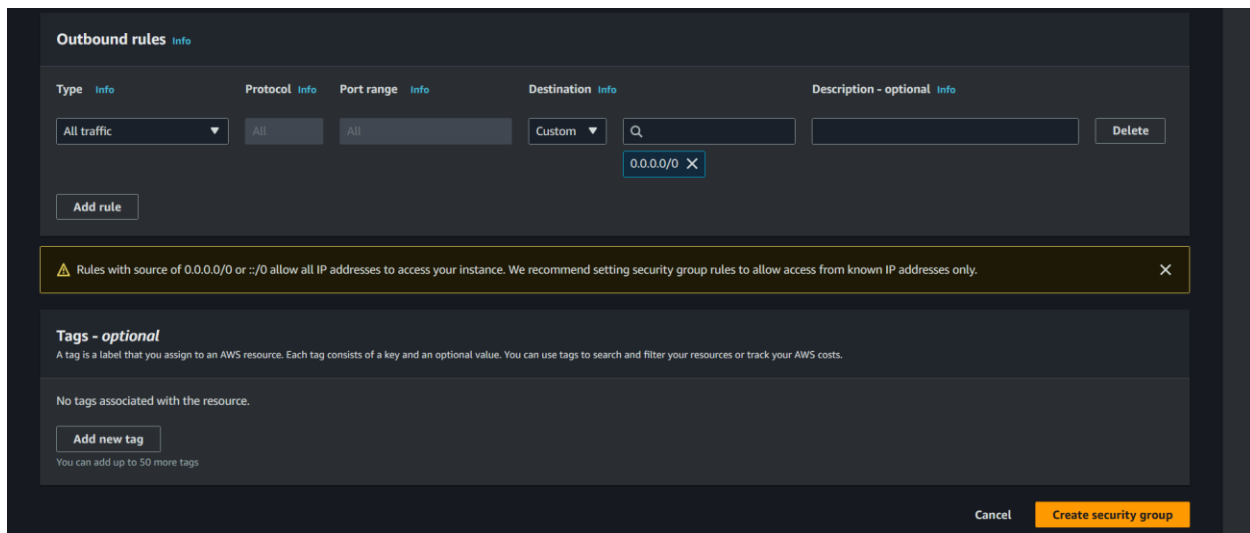 Outbound rules Info
Type Info Protocol Info Port range Info Destination Info Description - optional Info
All traffic All All Custom Delete
0.0.0.0/0
Add rule
Rules with source of 0.0.0.0/0 or ::/0 allow all IP addresses to access your instance. We recommend setting security group rules to allow access from known IP addresses only.
Tags - optional
A tag is a label that you assign to an AWS resource. Each tag consists of a key and an optional value. You can use tags to search and filter your resources or track your AWS costs.
No tags associated with the resource.
Add new tag
You can add up to 50 more tags
Cancel Create security group